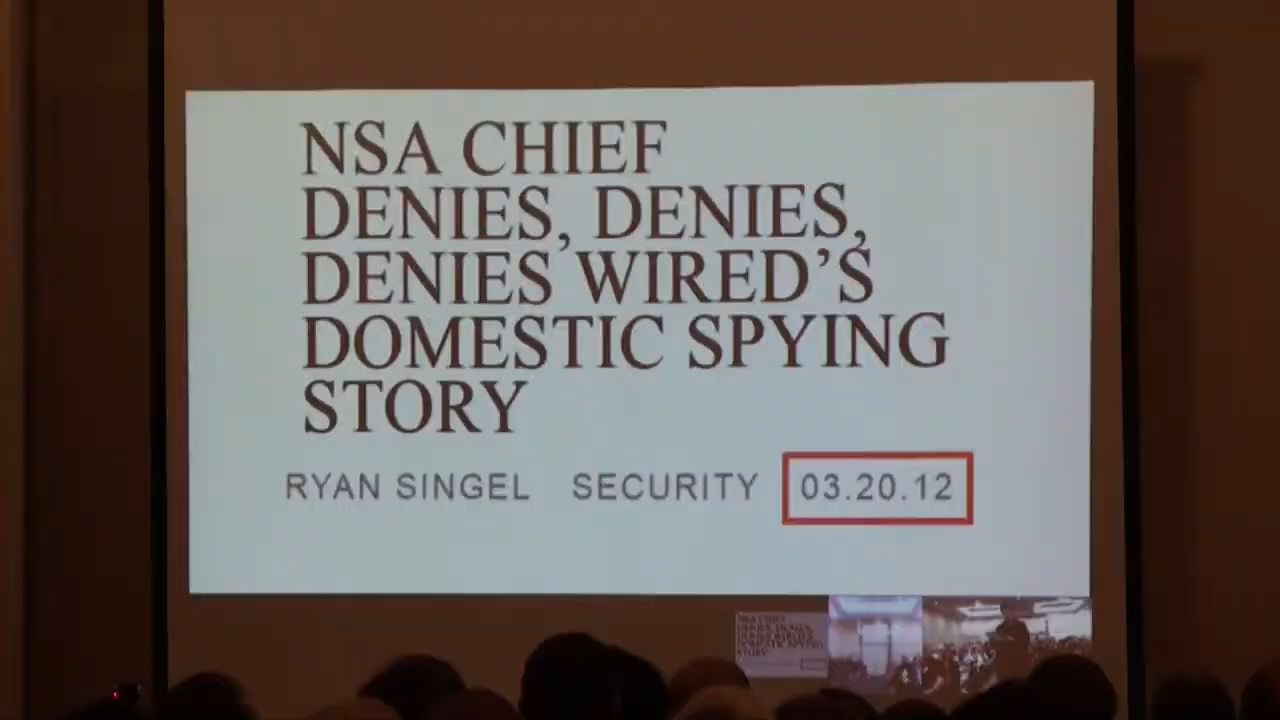 NSA CHIEF
DENIES, DENIES,
DENIES WIRED’S
DOMESTIC SPYING
STORY
RYAN SINGEL SECURITY 03.20.12